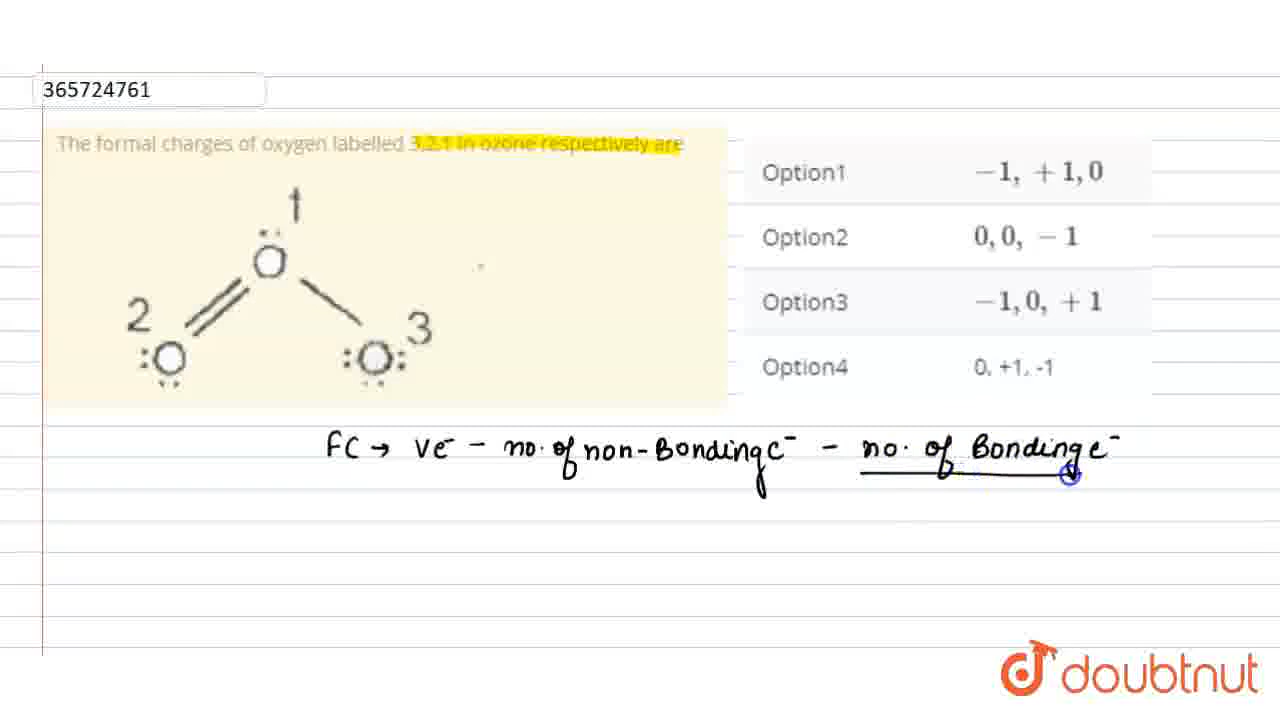 365724761
The formal charges of oxygen labelled 3,2,1 in ozone respectively are
1
O
2
3
:O
:O:
Option1 −1, +1, 0
Option2 0, 0, −1
Option3 −1, 0, +1
Option4 0, +1, -1
FC → Ve⁻ – no. of non-Bonding e⁻ – no. of Bonding e⁻
doubtnut